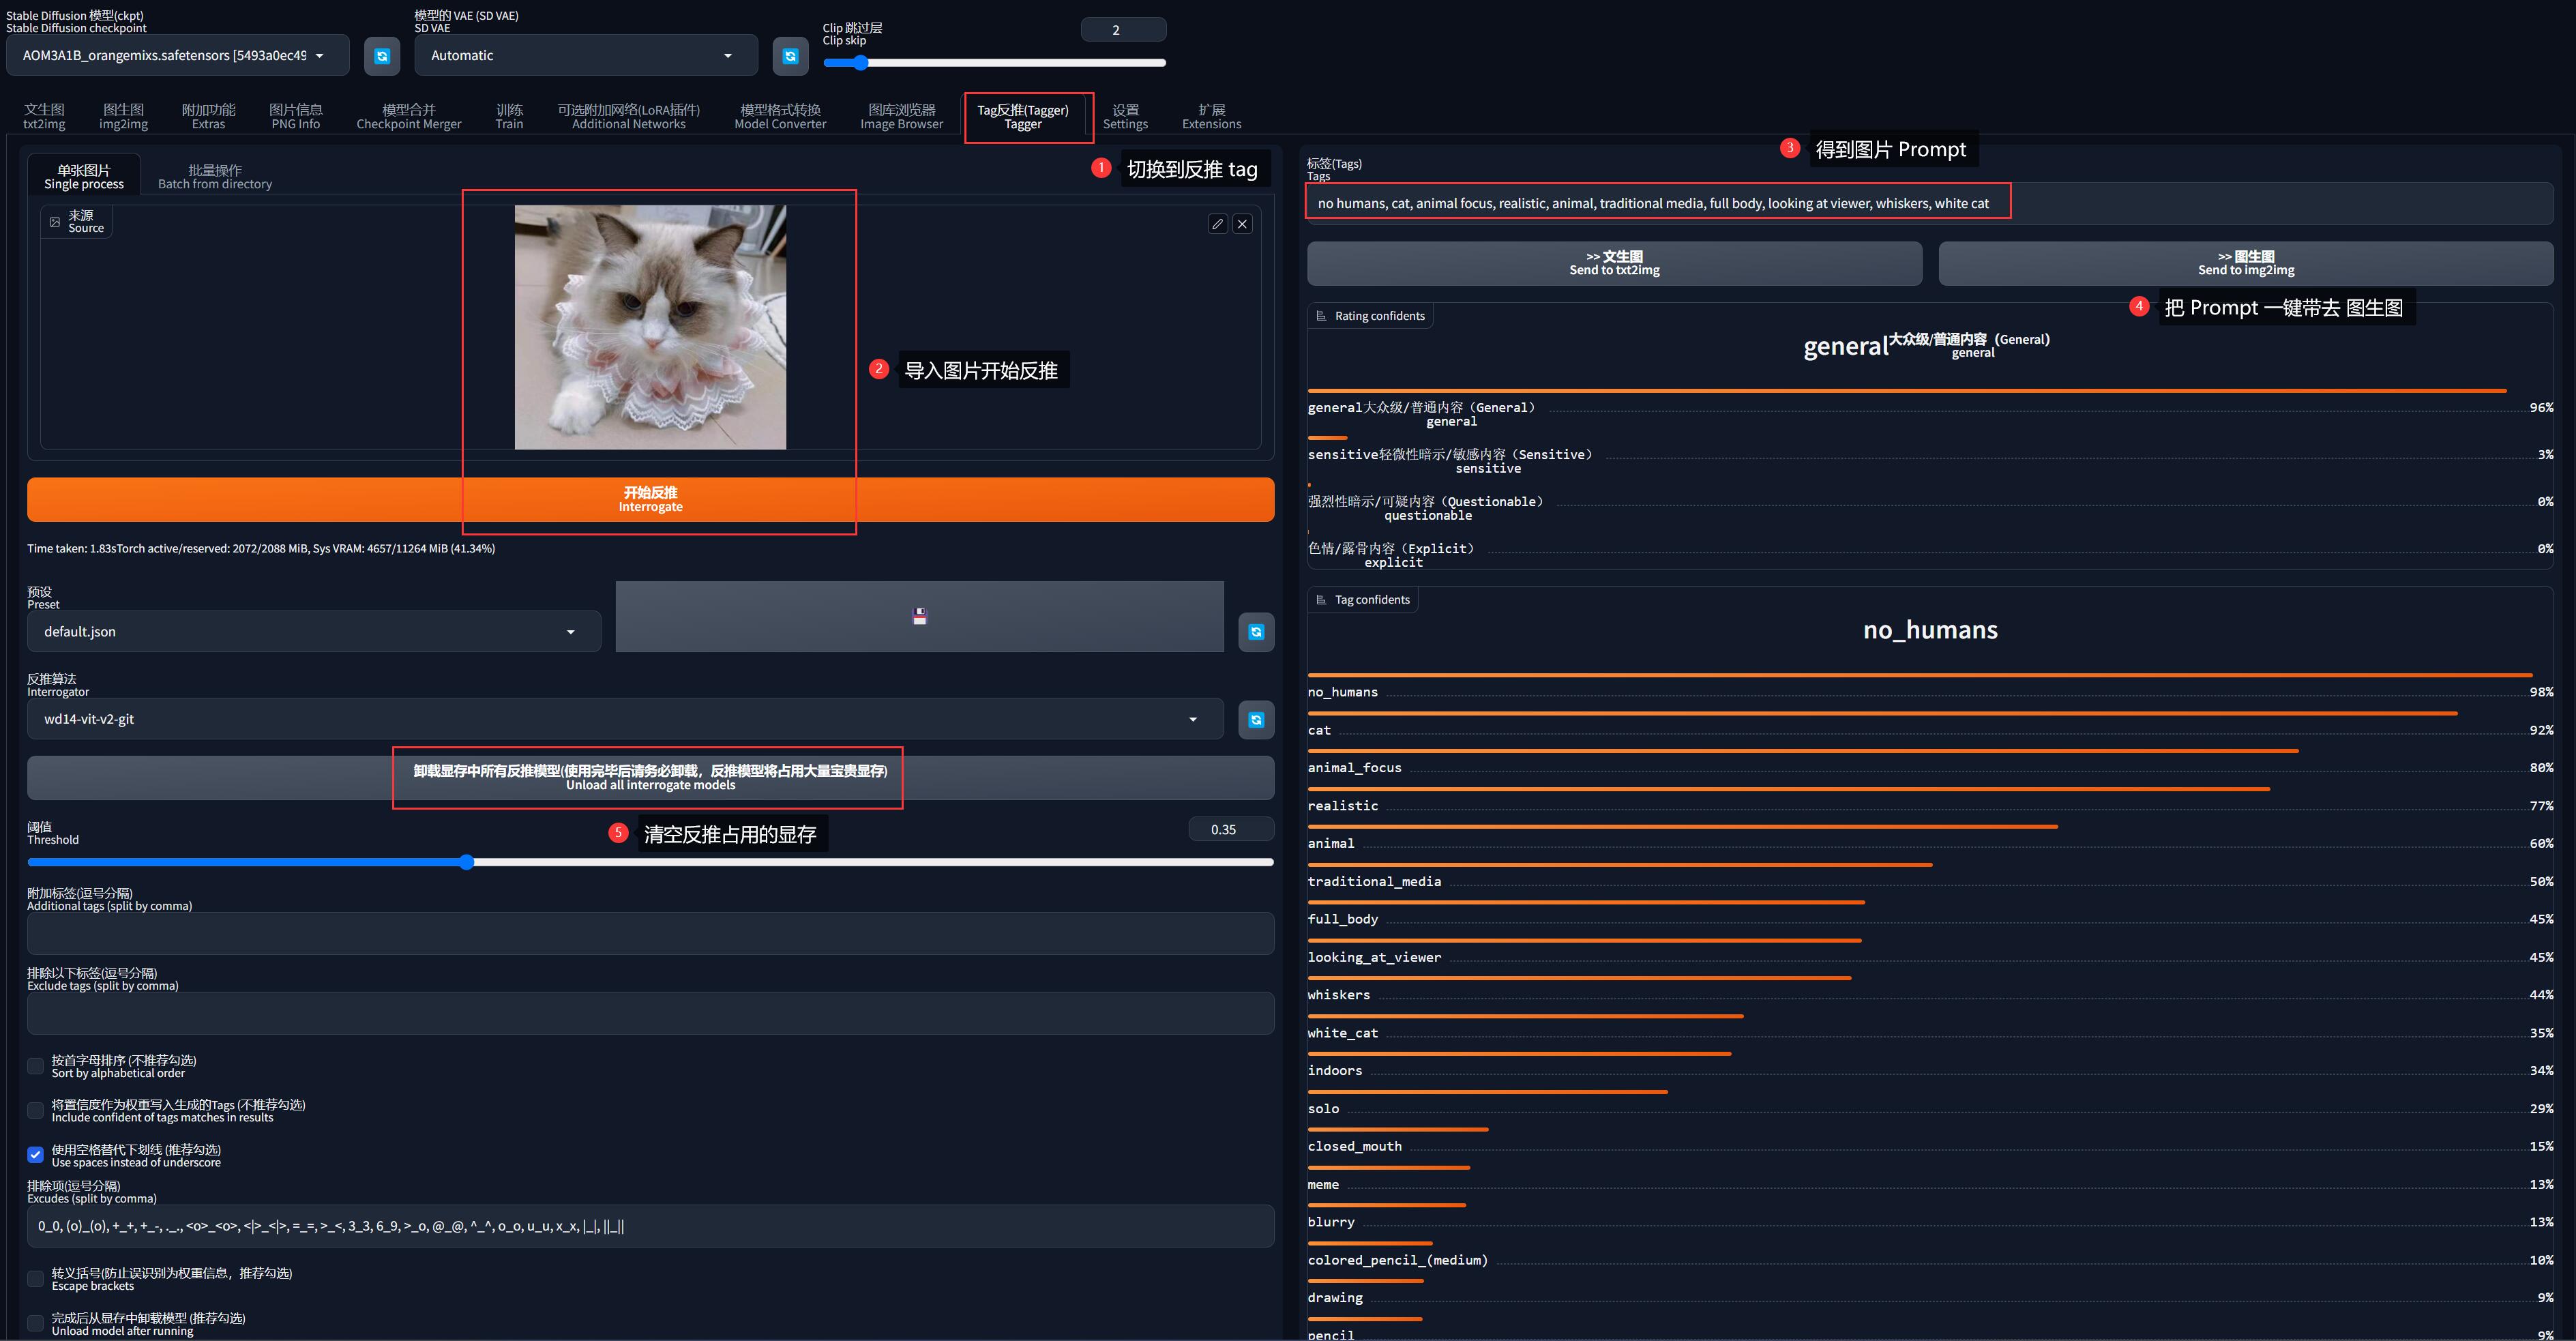 Stable Diffusion 模型(ckpt)
Stable Diffusion checkpoint
AOM3A1B_orangemixs.safetensors [5493a0ec49
模型的 VAE (SD VAE)
SD VAE
Automatic
Clip 跳过层
Clip skip
2
文生图
txt2img
图生图
img2img
附加功能
Extras
图片信息
PNG Info
模型合并
Checkpoint Merger
训练
Train
可选附加网络(LoRA插件)
Additional Networks
模型格式转换
Model Converter
图库浏览器
Image Browser
Tag反推(Tagger)
Tagger
设置
Settings
扩展
Extensions
1 切换到反推 tag
单张图片
Single process
批量操作
Batch from directory
来源
Source
2 导入图片开始反推
开始反推
Interrogate
Time taken: 1.83sTorch active/reserved: 2072/2088 MiB, Sys VRAM: 4657/11264 MiB (41.34%)
预设
Preset
default.json
反推算法
Interrogator
wd14-vit-v2-git
卸载显存中所有反推模型(使用完毕后请务必卸载，反推模型将占用大量宝贵显存)
Unload all interrogate models
5 清空反推占用的显存
阈值
Threshold
0.35
附加标签(逗号分隔)
Additional tags (split by comma)
排除以下标签(逗号分隔)
Exclude tags (split by comma)
按首字母排序 (不推荐勾选)
Sort by alphabetical order
将置信度作为权重写入生成的Tags (不推荐勾选)
Include confident of tags matches in results
使用空格替代下划线 (推荐勾选)
Use spaces instead of underscore
排除项(逗号分隔)
Excudes (split by comma)
0_0, (o)_(o), +_+, +_-, ._., <o>_<o>, <|>_<|>, =_=, >_<, 3_3, 6_9, >_o, @_@, ^_^, o_o, u_u, x_x, |_|, ||_||
转义括号(防止误识别为权重信息，推荐勾选)
Escape brackets
完成后从显存中卸载模型 (推荐勾选)
Unload model after running
3 得到图片 Prompt
标签(Tags)
Tags
no humans, cat, animal focus, realistic, animal, traditional media, full body, looking at viewer, whiskers, white cat
>> 文生图
Send to txt2img
>> 图生图
Send to img2img
4 把 Prompt 一键带去 图生图
Rating confidents
general大众级/普通内容（General）
general
general大众级/普通内容（General） 96%
general
sensitive轻微性暗示/敏感内容（Sensitive） 3%
sensitive
强烈性暗示/可疑内容（Questionable） 0%
questionable
色情/露骨内容（Explicit） 0%
explicit
Tag confidents
no_humans
no_humans 98%
cat 92%
animal_focus 80%
realistic 77%
animal 60%
traditional_media 50%
full_body 45%
looking_at_viewer 45%
whiskers 44%
white_cat 35%
indoors 34%
solo 29%
closed_mouth 15%
meme 13%
blurry 13%
colored_pencil_(medium) 10%
drawing 9%
pencil 9%